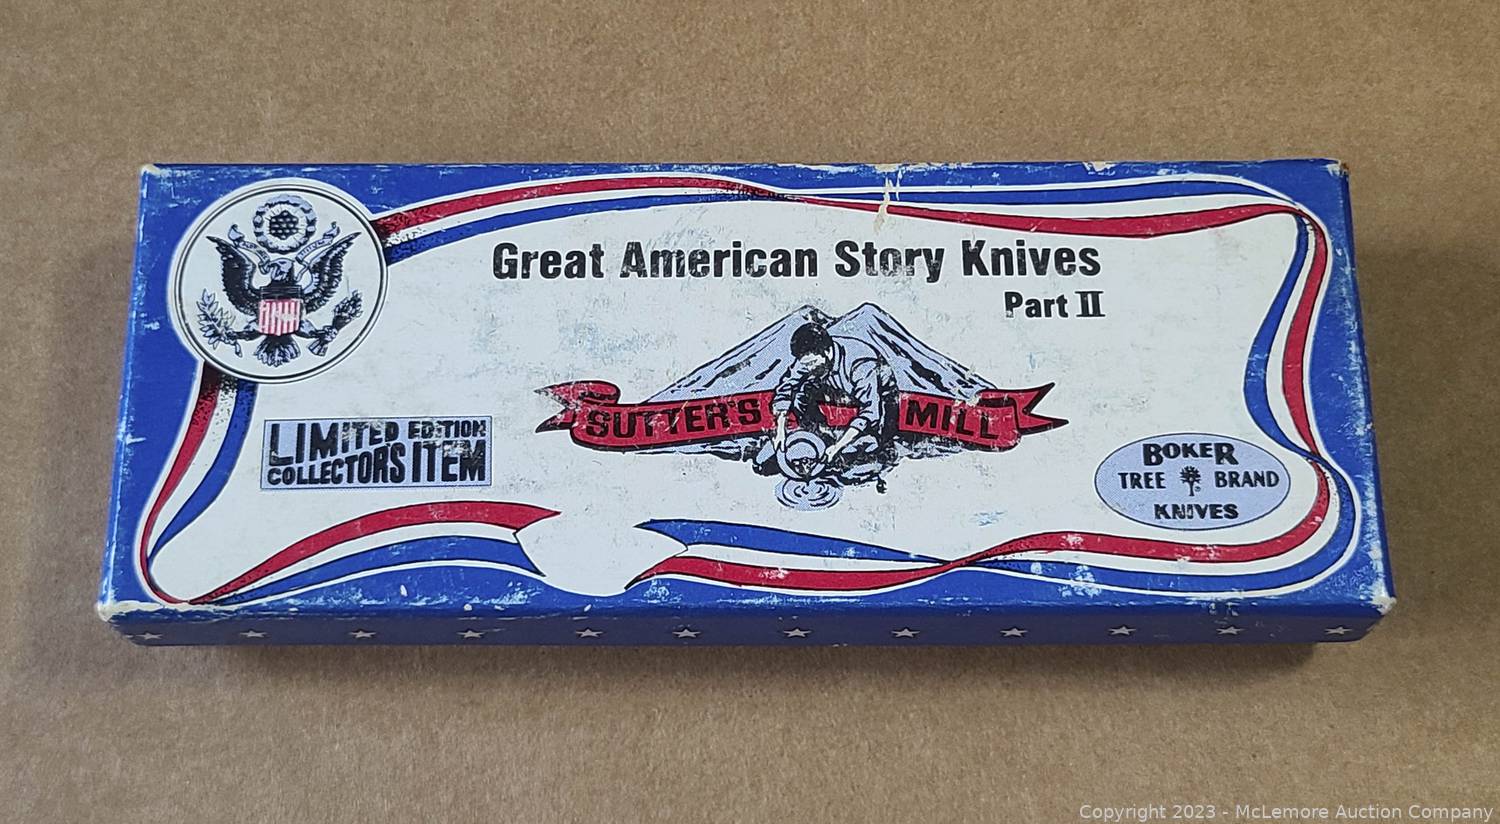 Great American Story Knives
Part II
SUTTER'S MILL
LIMITED EDITION
COLLECTORS ITEM
BOKER
TREE BRAND
KNIVES
Copyright 2023 - McLemore Auction Company